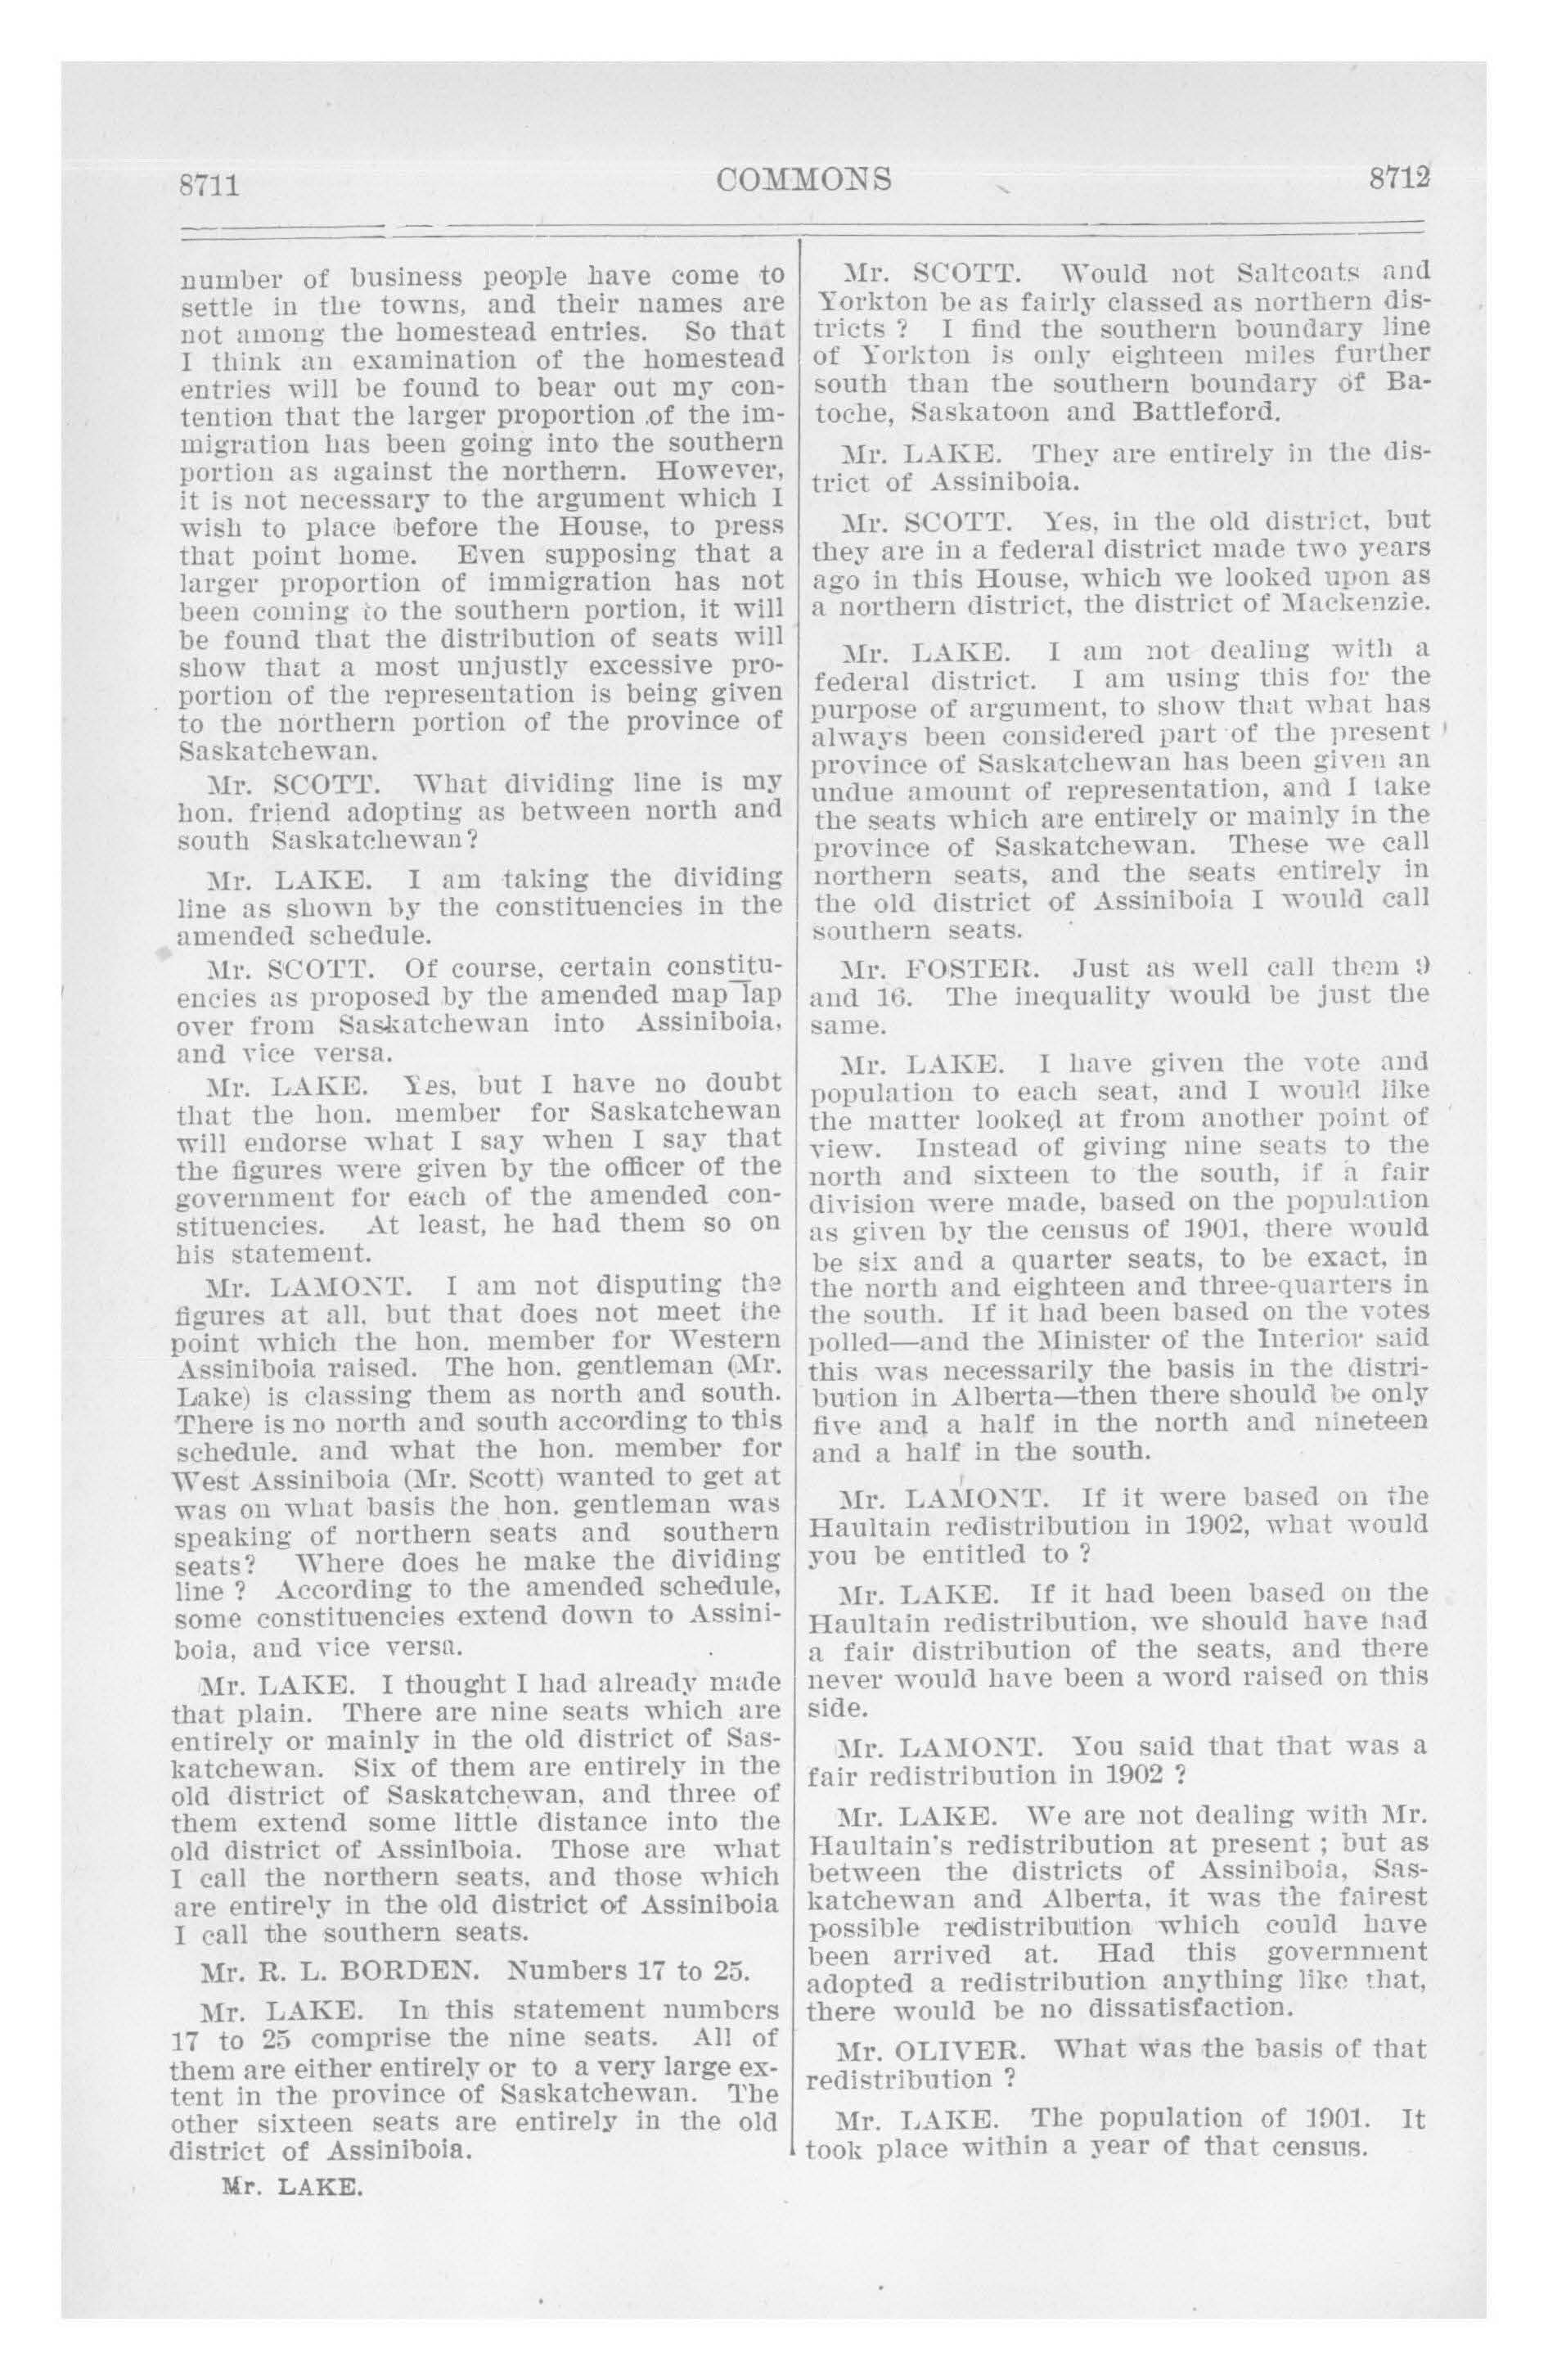 8711
COMMONS
8712
number of business people have come to
settle in the towns, and their names are
not among the homestead entries. So that
I think an examination of the homestead
entries will be found to bear out my con-
tention that the larger proportion of the im-
migration has been going into the southern
portion as against the northern. However,
it is not necessary to the argument which I
wish to place before the House, to press
that point home. Even supposing that a
larger proportion of immigration has not
been coming to the southern portion, it will
be found that the distribution of seats will
show that a most unjustly excessive pro-
portion of the representation is being given
to the northern portion of the province of
Saskatchewan.
Mr. SCOTT. What dividing line is my
hon. friend adopting as between north and
south Saskatchewan?
Mr. LAKE. I am taking the dividing
line as shown by the constituencies in the
amended schedule.
Mr. SCOTT. Of course, certain constitu-
encies as proposed by the amended map lap
over from Saskatchewan into Assiniboia,
and vice versa.
Mr. LAKE. Yes, but I have no doubt
that the hon. member for Saskatchewan
will endorse what I say when I say that
the figures were given by the officer of the
government for each of the amended con-
stituencies. At least, he had them so on
his statement.
Mr. LAMONT. I am not disputing the
figures at all, but that does not meet the
point which the hon. member for Western
Assiniboia raised. The hon. gentleman (Mr.
Lake) is classing them as north and south.
There is no north and south according to this
schedule. and what the hon. member for
West Assiniboia (Mr. Scott) wanted to get at
was on what basis the hon. gentleman was
speaking of northern seats and southern
seats? Where does he make the dividing
line ? According to the amended schedule,
some constituencies extend down to Assini-
boia, and vice versa.
Mr. LAKE. I thought I had already made
that plain. There are nine seats which are
entirely or mainly in the old district of Sas-
katchewan. Six of them are entirely in the
old district of Saskatchewan, and three of
them extend some little distance into the
old district of Assiniboia. Those are what
I call the northern seats, and those which
are entirely in the old district of Assiniboia
I call the southern seats.
Mr. R. L. BORDEN. Numbers 17 to 25.
Mr. LAKE. In this statement numbers
17 to 25 comprise the nine seats. All of
them are either entirely or to a very large ex-
tent in the province of Saskatchewan. The
other sixteen seats are entirely in the old
district of Assiniboia.
Mr. LAKE.
Mr. SCOTT. Would not Saltcoats and
Yorkton be as fairly classed as northern dis-
tricts ? I find the southern boundary line
of Yorkton is only eighteen miles further
south than the southern boundary of Ba-
toche, Saskatoon and Battleford.
Mr. LAKE. They are entirely in the dis-
trict of Assiniboia.
Mr. SCOTT. Yes, in the old district, but
they are in a federal district made two years
ago in this House, which we looked upon as
a northern district, the district of Mackenzie.
Mr. LAKE. I am not dealing with a
federal district. I am using this for the
purpose of argument, to show that what has
always been considered part of the present
province of Saskatchewan has been given an
undue amount of representation, and I take
the seats which are entirely or mainly in the
province of Saskatchewan. These we call
northern seats, and the seats entirely in
the old district of Assiniboia I would call
southern seats.
Mr. FOSTER. Just as well call them 9
and 16. The inequality would be just the
same.
Mr. LAKE. I have given the vote and
population to each seat, and I would like
the matter looked at from another point of
view. Instead of giving nine seats to the
north and sixteen to the south, if a fair
division were made, based on the population
as given by the census of 1901, there would
be six and a quarter seats, to be exact, in
the north and eighteen and three-quarters in
the south. If it had been based on the votes
polled—and the Minister of the Interior said
this was necessarily the basis in the distri-
bution in Alberta—then there should be only
five and a half in the north and nineteen
and a half in the south.
Mr. LAMONT. If it were based on the
Haultain redistribution in 1902, what would
you be entitled to ?
Mr. LAKE. If it had been based on the
Haultain redistribution, we should have had
a fair distribution of the seats, and there
never would have been a word raised on this
side.
Mr. LAMONT. You said that that was a
fair redistribution in 1902 ?
Mr. LAKE. We are not dealing with Mr.
Haultain's redistribution at present ; but as
between the districts of Assiniboia, Sas-
katchewan and Alberta, it was the fairest
possible redistribution which could have
been arrived at. Had this government
adopted a redistribution anything like that,
there would be no dissatisfaction.
Mr. OLIVER. What was the basis of that
redistribution ?
Mr. LAKE. The population of 1901. It
took place within a year of that census.